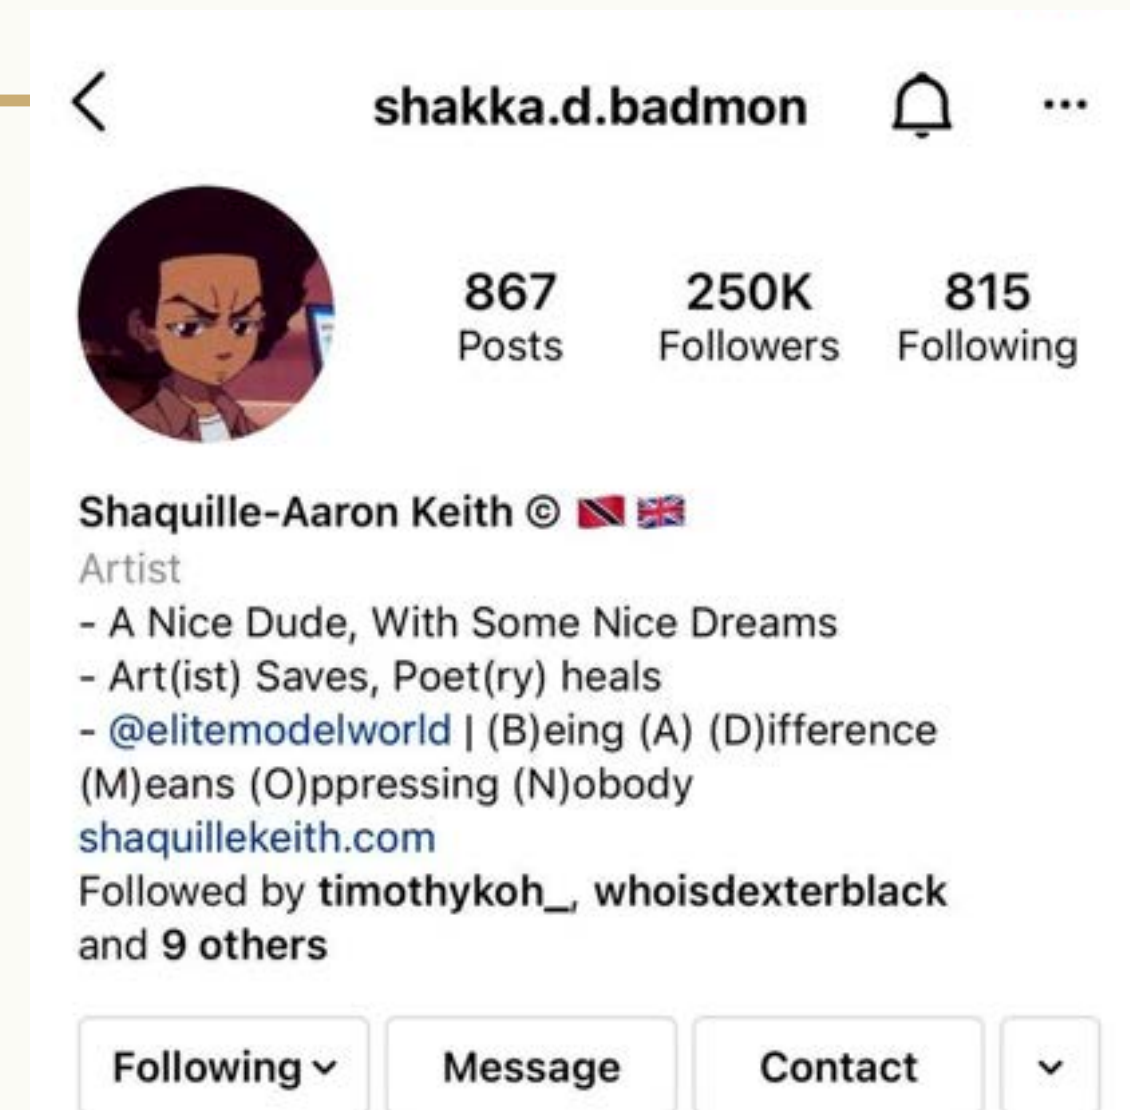 shakka.d.badmon
867 250K 815
Posts Followers Following
Shaquille-Aaron Keith © 🇹🇹 🇬🇧
Artist
- A Nice Dude, With Some Nice Dreams
- Art(ist) Saves, Poet(ry) heals
- @elitemodelworld | (B)eing (A) (D)ifference
(M)eans (O)ppressing (N)obody
shaquillekeith.com
Followed by timothykoh_, whoisdexterblack
and 9 others
Following Message Contact